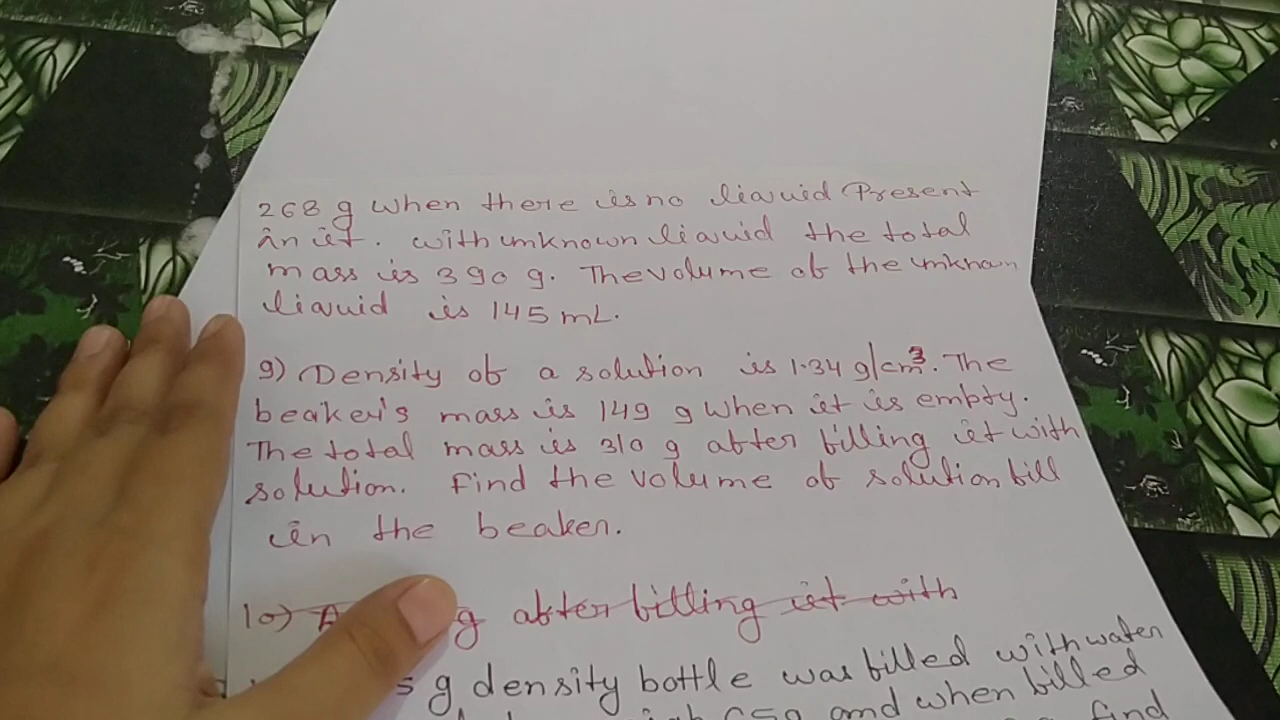 268 g when there is no liquid Present
in it. with unknown liquid the total
mass is 390 g. The volume of the unknown
liquid is 145 mL.
9) Density of a solution is 1.34 g/cm³. The
beaker's mass is 149 g when it is empty.
The total mass is 310 g after filling it with
solution. Find the volume of solution fill
in the beaker.
10) g after filling it with
s g density bottle was filled with water
and when filled
find